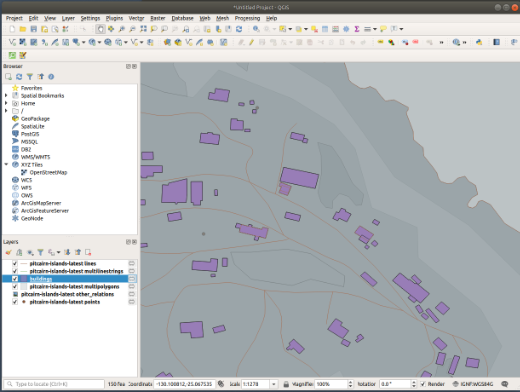 *Untitled Project - QGIS
Project Edit View Layer Settings Plugins Vector Raster Database Web Mesh Processing Help
Browser
Favorites
Spatial Bookmarks
Home
/
GeoPackage
SpatiaLite
PostGIS
MSSQL
DB2
WMS/WMTS
XYZ Tiles
OpenStreetMap
WCS
WFS
OWS
ArcGisMapServer
ArcGisFeatureServer
GeoNode
Layers
pitcairn-islands-latest lines
pitcairn-islands-latest multilinestrings
buildings
pitcairn-islands-latest multipolygons
pitcairn-islands-latest other_relations
pitcairn-islands-latest points
Type to locate (Ctrl+K) 150 fea Coordinate -130.100812,-25.067535 Scale 1:1278 Magnifier 100% Rotation 0.0° Render IGNF:WGS84G